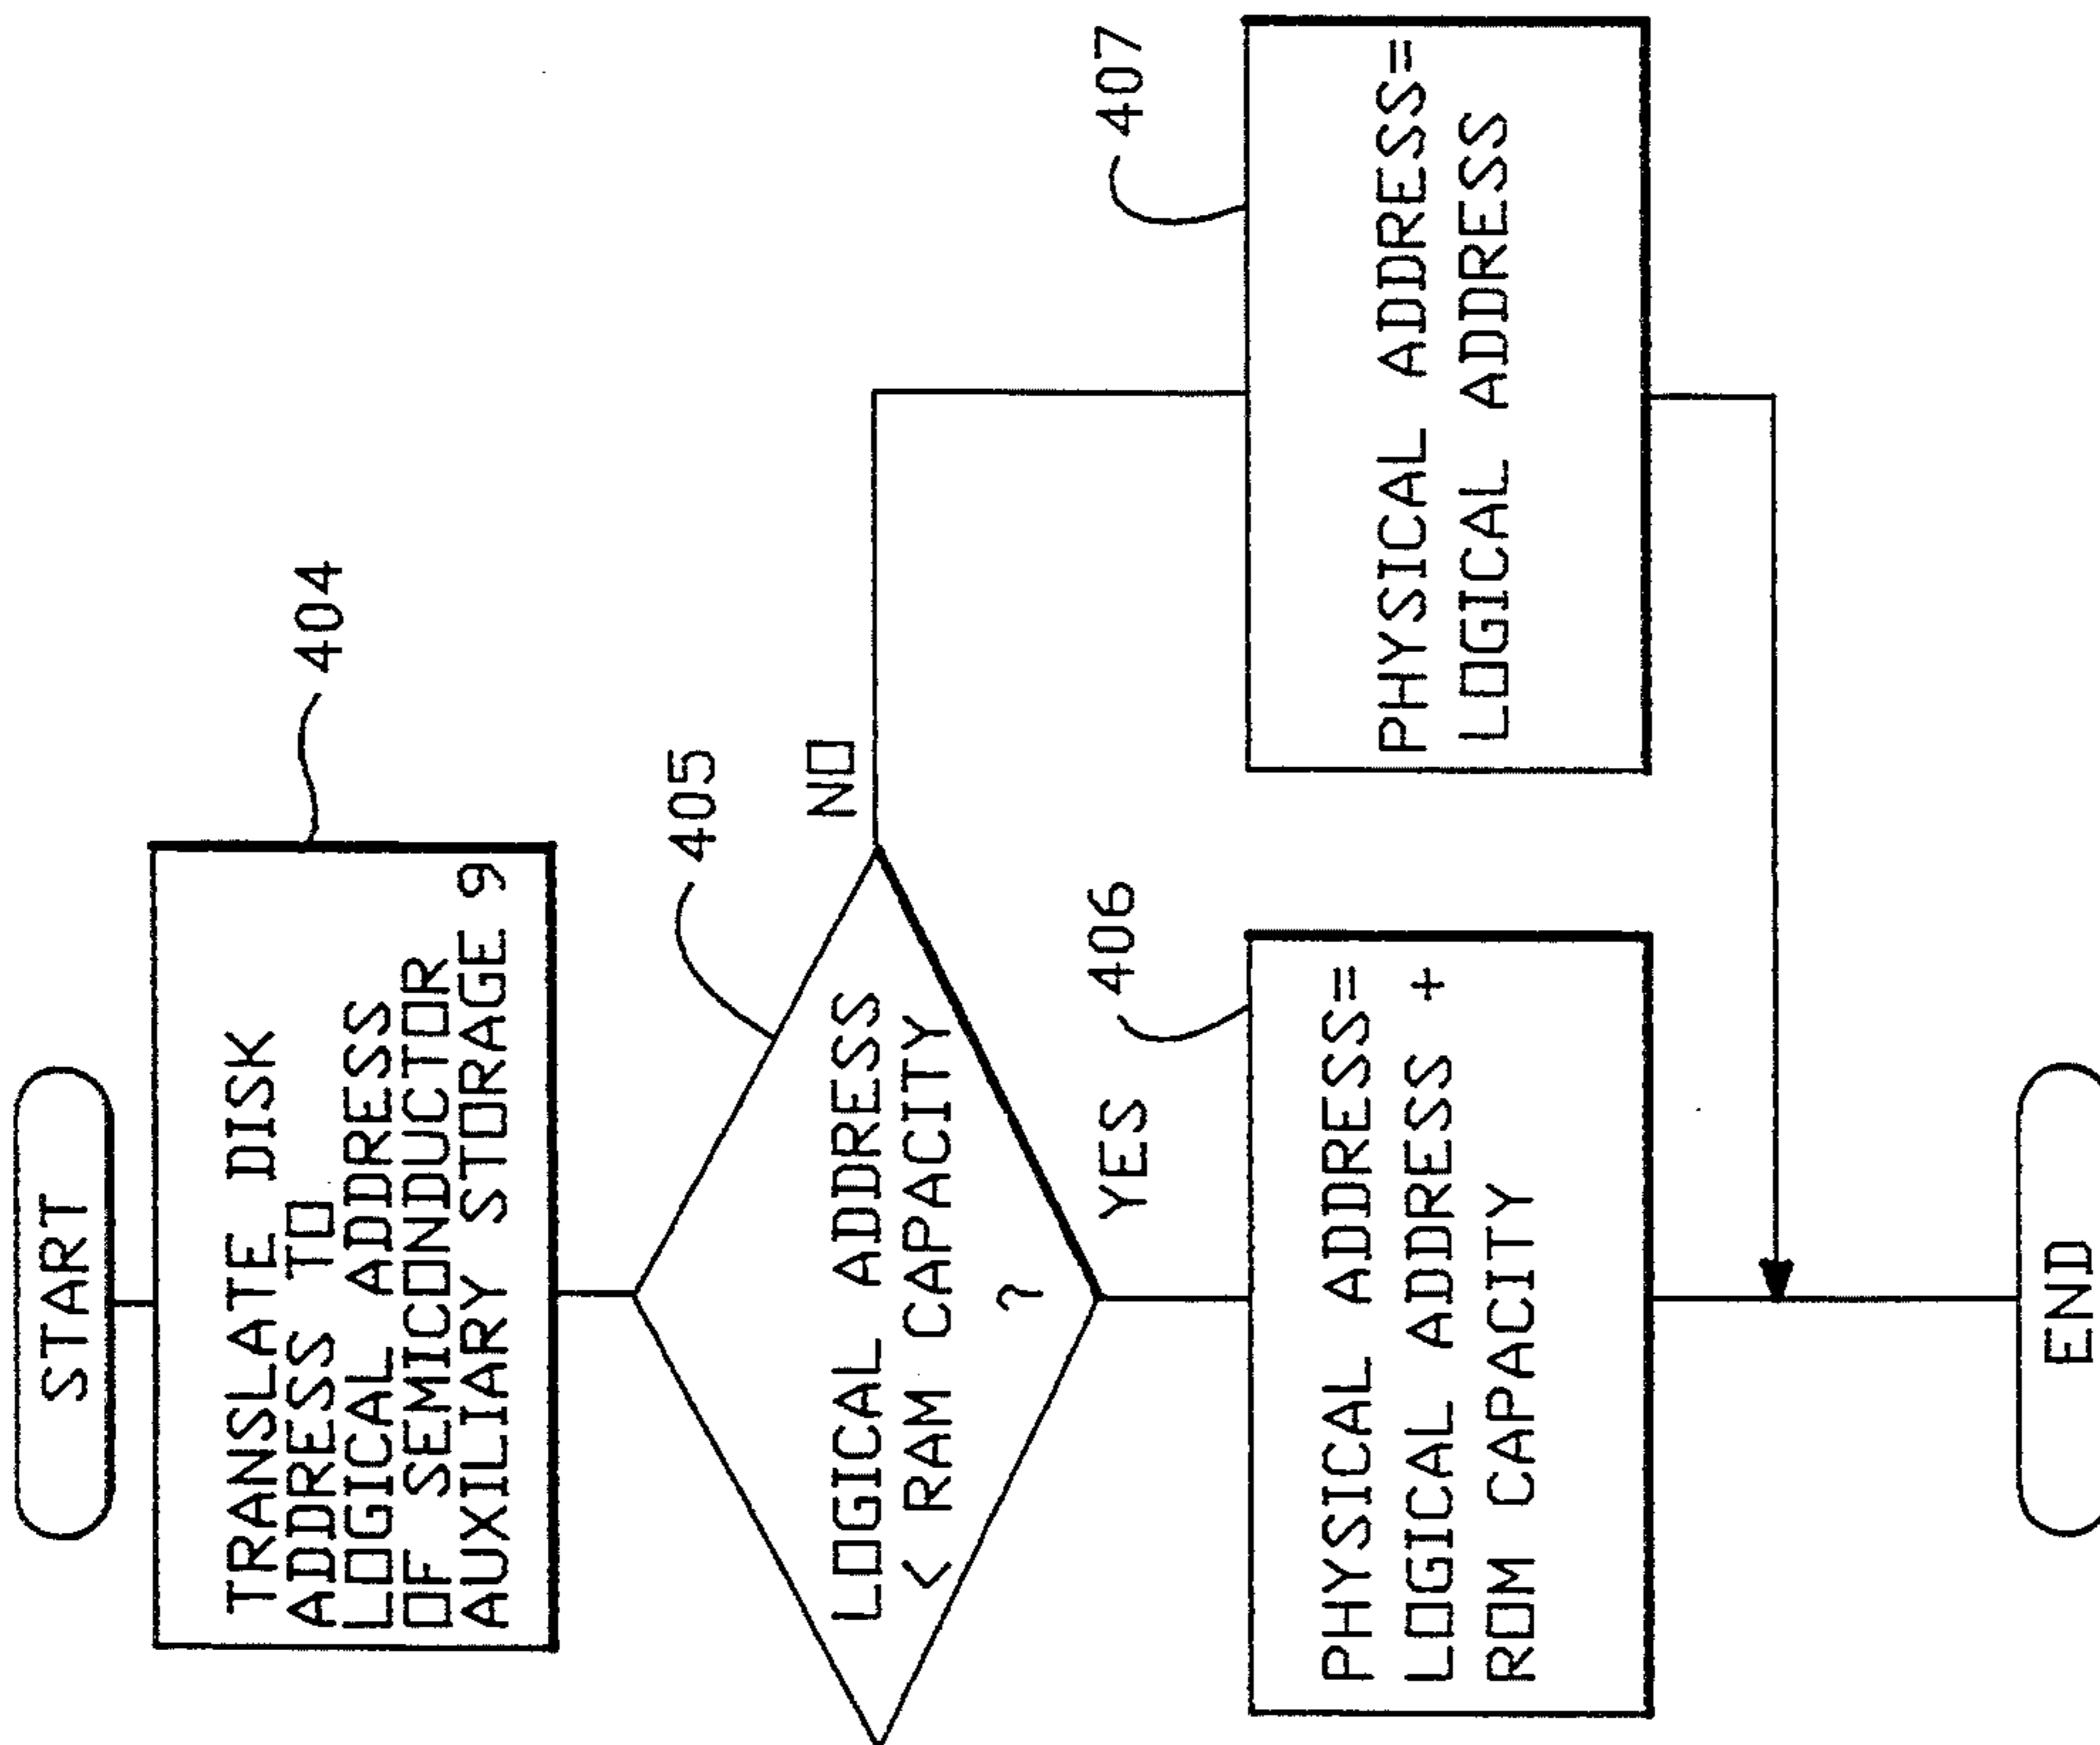 START
TRANSLATE DISK
ADDRESS TO
LOGICAL ADDRESS
OF SEMICONDUCTOR
AUXILIARY STORAGE 9
404
405
LOGICAL ADDRESS
< RAM CAPACITY
?
NO
YES
406
PHYSICAL ADDRESS=
LOGICAL ADDRESS +
ROM CAPACITY
407
PHYSICAL ADDRESS=
LOGICAL ADDRESS
END